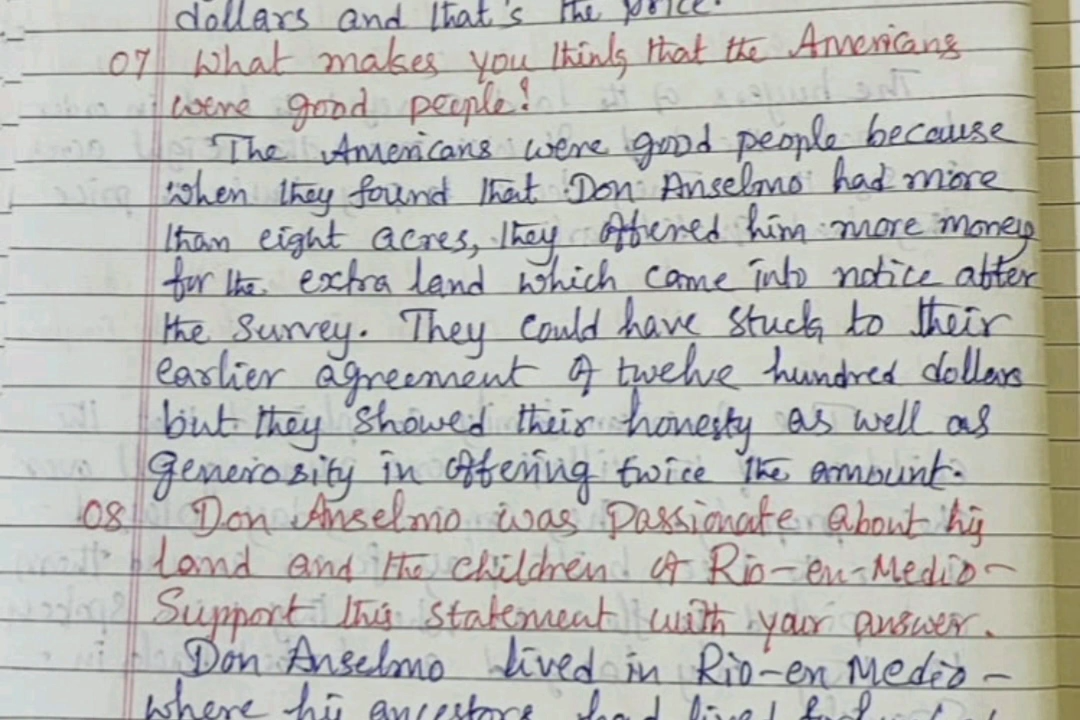 dollars and that's the price.
07 What makes you think that the Americans
were good people?
The Americans were good people because
when they found that Don Anselmo had more
than eight acres, they offered him more money
for the extra land which came into notice after
the survey. They could have stuck to their
earlier agreement of twelve hundred dollars
but they showed their honesty as well as
generosity in offering twice the amount.
08 Don Anselmo was passionate about his
land and the children of Rio-en-Medio-
Support this statement with your answer.
Don Anselmo lived in Rio-en Medio-
where his ancestors had lived